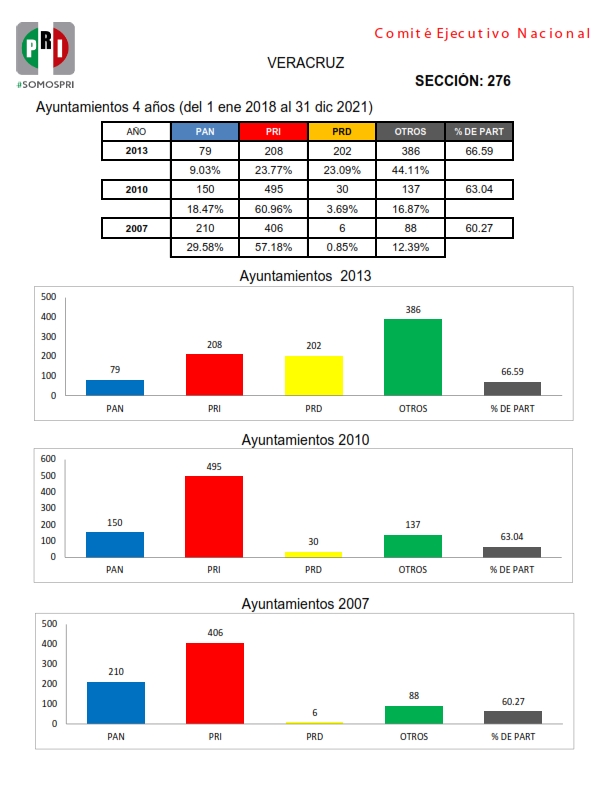 Comité Ejecutivo Nacional
PRI
#SOMOSPRI
VERACRUZ
SECCIÓN: 276
Ayuntamientos 4 años (del 1 ene 2018 al 31 dic 2021)
AÑO PAN PRI PRD OTROS % DE PART
2013 79 208 202 386 66.59
9.03% 23.77% 23.09% 44.11%
2010 150 495 30 137 63.04
18.47% 60.96% 3.69% 16.87%
2007 210 406 6 88 60.27
29.58% 57.18% 0.85% 12.39%
Ayuntamientos 2013
500
400
300
200
100
0
79 208 202 386 66.59
PAN PRI PRD OTROS % DE PART
Ayuntamientos 2010
600
500
400
300
200
100
0
150 495 30 137 63.04
PAN PRI PRD OTROS % DE PART
Ayuntamientos 2007
500
400
300
200
100
0
210 406 6 88 60.27
PAN PRI PRD OTROS % DE PART